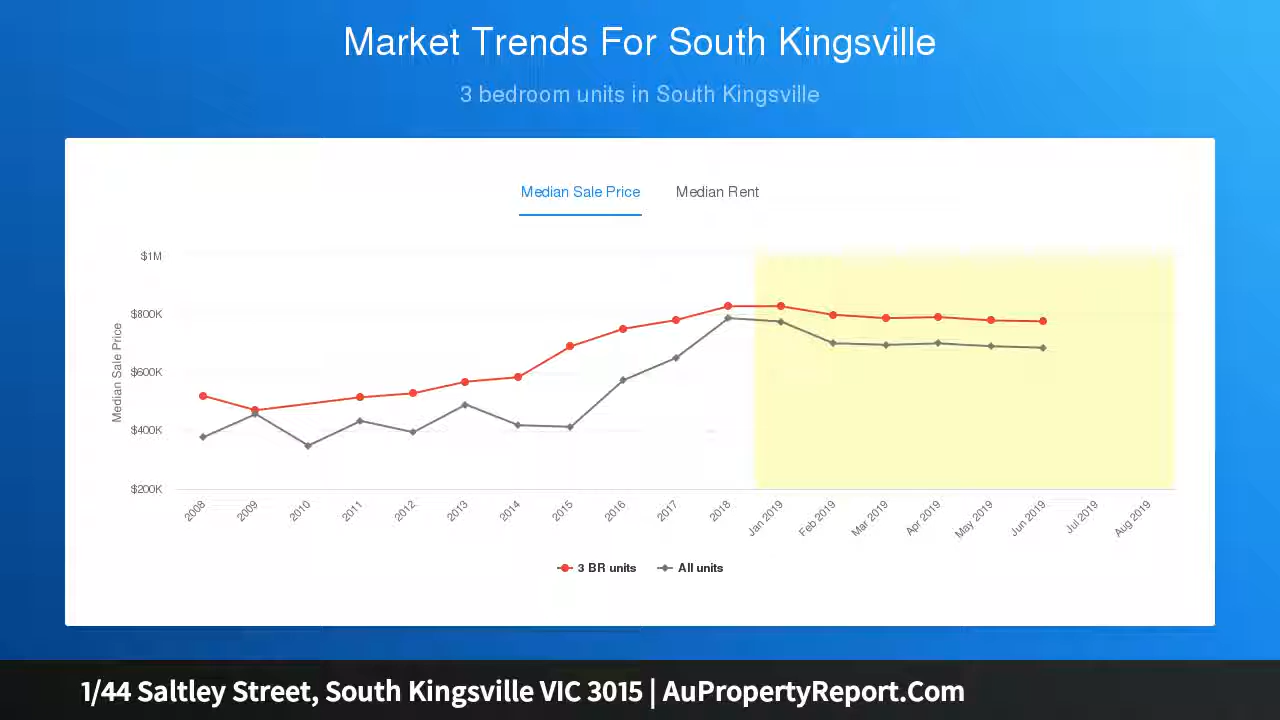 Market Trends For South Kingsville
3 bedroom units in South Kingsville
Median Sale Price Median Rent
$1M
$800K
$600K
$400K
$200K
Median Sale Price
2008 2009 2010 2011 2012 2013 2014 2015 2016 2017 2018 Jan 2019 Feb 2019 Mar 2019 Apr 2019 May 2019 Jun 2019 Jul 2019 Aug 2019
3 BR units All units
1/44 Saltley Street, South Kingsville VIC 3015 | AuPropertyReport.Com